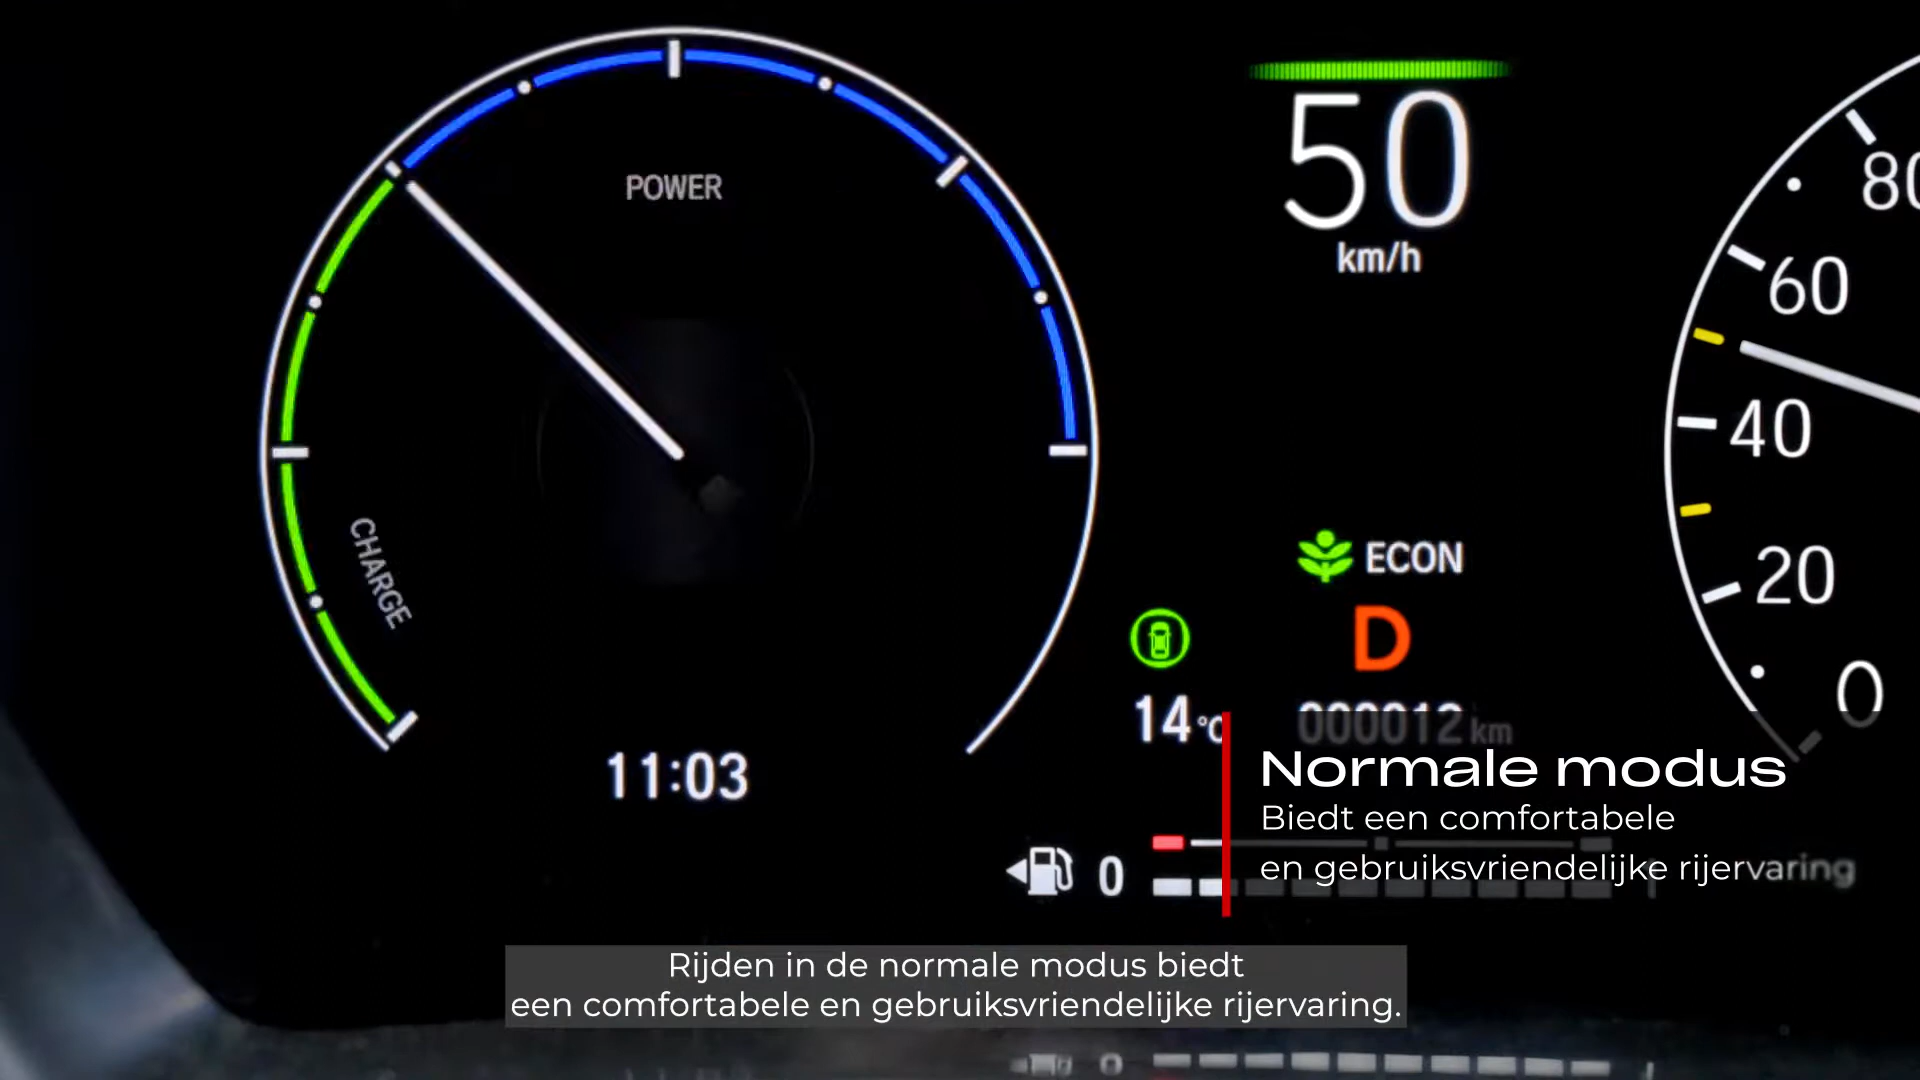 POWER
CHARGE
11:03
50
km/h
80
60
40
20
0
ECON
D
14°C
000012 km
0
Normale modus
Biedt een comfortabele
en gebruiksvriendelijke rijervaring
Rijden in de normale modus biedt
een comfortabele en gebruiksvriendelijke rijervaring.
0